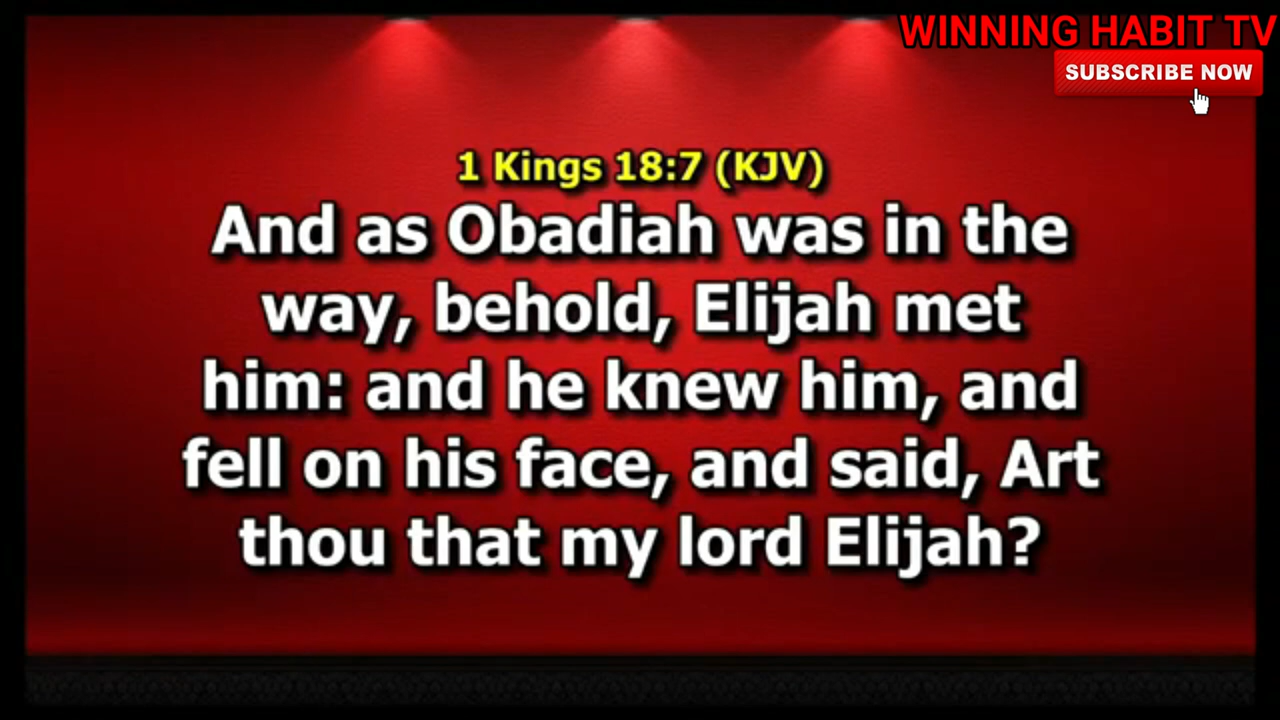 WINNING HABIT TV
SUBSCRIBE NOW
1 Kings 18:7 (KJV)
And as Obadiah was in the
way, behold, Elijah met
him: and he knew him, and
fell on his face, and said, Art
thou that my lord Elijah?